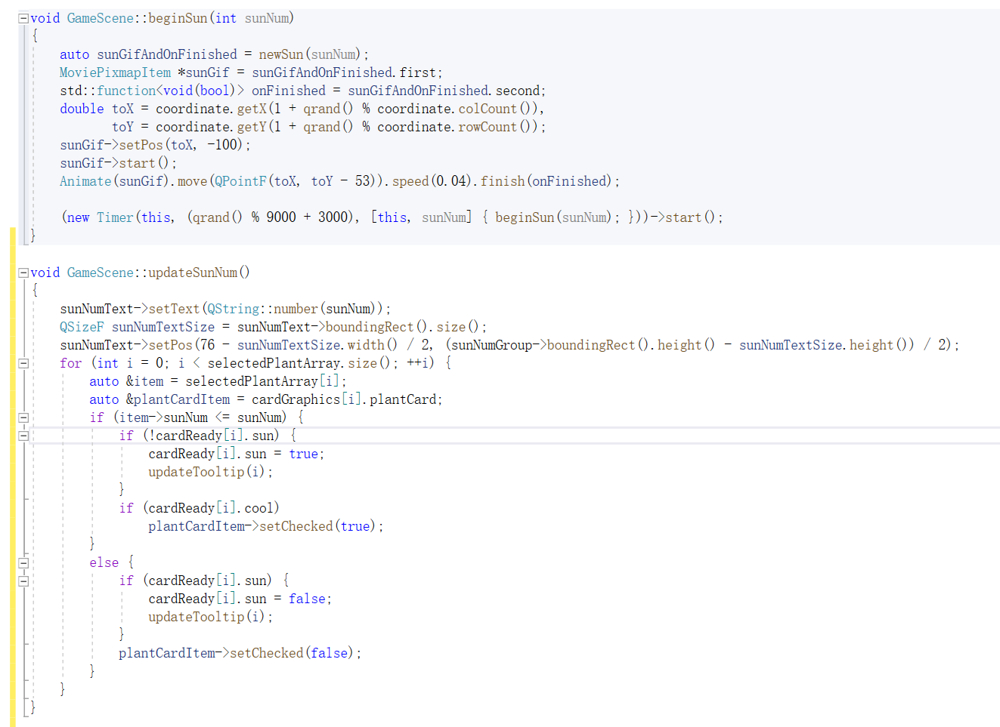 void GameScene::beginSun(int sunNum)
{
    auto sunGifAndOnFinished = newSun(sunNum);
    MoviePixmapItem *sunGif = sunGifAndOnFinished.first;
    std::function<void(bool)> onFinished = sunGifAndOnFinished.second;
    double toX = coordinate.getX(1 + qrand() % coordinate.colCount()),
           toY = coordinate.getY(1 + qrand() % coordinate.rowCount());
    sunGif->setPos(toX, -100);
    sunGif->start();
    Animate(sunGif).move(QPointF(toX, toY - 53)).speed(0.04).finish(onFinished);

    (new Timer(this, (qrand() % 9000 + 3000), [this, sunNum] { beginSun(sunNum); }))->start();
}

void GameScene::updateSunNum()
{
    sunNumText->setText(QString::number(sunNum));
    QSizeF sunNumTextSize = sunNumText->boundingRect().size();
    sunNumText->setPos(76 - sunNumTextSize.width() / 2, (sunNumGroup->boundingRect().height() - sunNumTextSize.height()) / 2);
    for (int i = 0; i < selectedPlantArray.size(); ++i) {
        auto &item = selectedPlantArray[i];
        auto &plantCardItem = cardGraphics[i].plantCard;
        if (item->sunNum <= sunNum) {
            if (!cardReady[i].sun) {
                cardReady[i].sun = true;
                updateTooltip(i);
            }
            if (cardReady[i].cool)
                plantCardItem->setChecked(true);
        }
        else {
            if (cardReady[i].sun) {
                cardReady[i].sun = false;
                updateTooltip(i);
            }
            plantCardItem->setChecked(false);
        }
    }
}